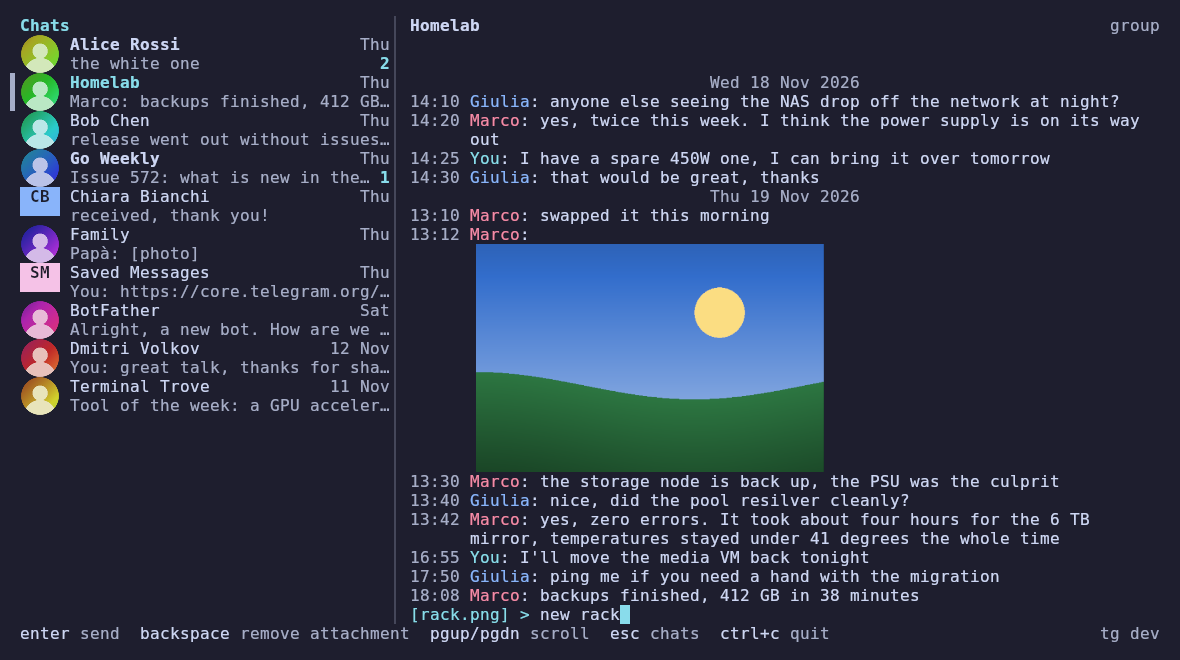 Chats
Alice Rossi Thu
the white one 2
Homelab Thu
Marco: backups finished, 412 GB…
Bob Chen Thu
release went out without issues…
Go Weekly Thu
Issue 572: what is new in the… 1
CB Chiara Bianchi Thu
received, thank you!
Family Thu
Papà: [photo]
SM Saved Messages Thu
You: https://core.telegram.org/…
BotFather Sat
Alright, a new bot. How are we …
Dmitri Volkov 12 Nov
You: great talk, thanks for sha…
Terminal Trove 11 Nov
Tool of the week: a GPU acceler…
Homelab group
Wed 18 Nov 2026
14:10 Giulia: anyone else seeing the NAS drop off the network at night?
14:20 Marco: yes, twice this week. I think the power supply is on its way
out
14:25 You: I have a spare 450W one, I can bring it over tomorrow
14:30 Giulia: that would be great, thanks
Thu 19 Nov 2026
13:10 Marco: swapped it this morning
13:12 Marco:
13:30 Marco: the storage node is back up, the PSU was the culprit
13:40 Giulia: nice, did the pool resilver cleanly?
13:42 Marco: yes, zero errors. It took about four hours for the 6 TB
mirror, temperatures stayed under 41 degrees the whole time
16:55 You: I'll move the media VM back tonight
17:50 Giulia: ping me if you need a hand with the migration
18:08 Marco: backups finished, 412 GB in 38 minutes
[rack.png] > new rack
enter send backspace remove attachment pgup/pgdn scroll esc chats ctrl+c quit tg dev